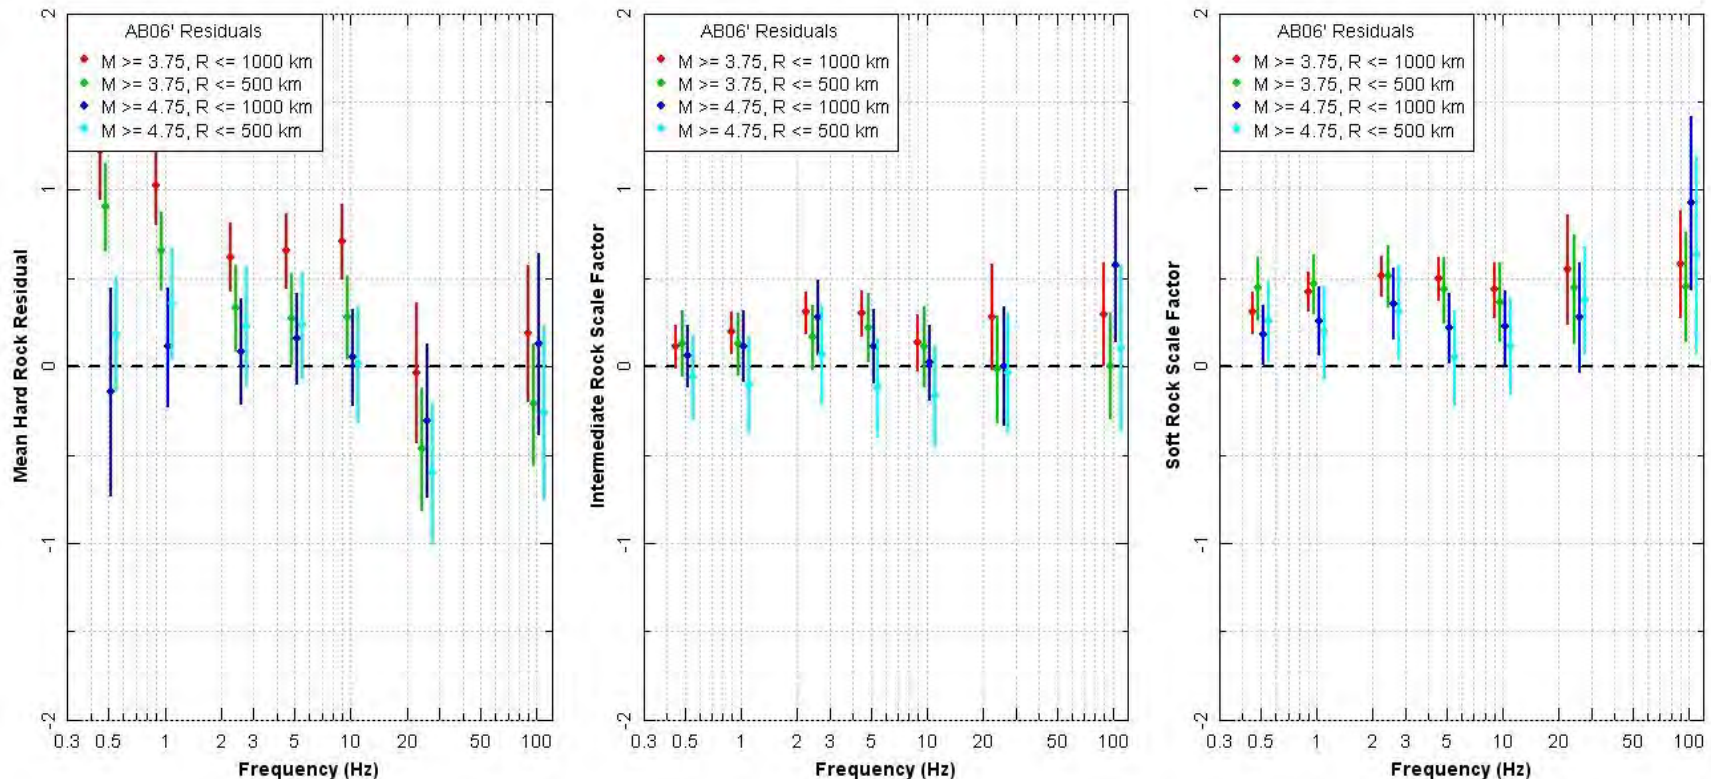 AB06' Residuals
M >= 3.75, R <= 1000 km
M >= 3.75, R <= 500 km
M >= 4.75, R <= 1000 km
M >= 4.75, R <= 500 km
Mean Hard Rock Residual
2
1
0
-1
-2
0.3 0.5 1 2 3 5 10 20 50 100
Frequency (Hz)
AB06' Residuals
M >= 3.75, R <= 1000 km
M >= 3.75, R <= 500 km
M >= 4.75, R <= 1000 km
M >= 4.75, R <= 500 km
Intermediate Rock Scale Factor
2
1
0
-1
-2
0.3 0.5 1 2 3 5 10 20 50 100
Frequency (Hz)
AB06' Residuals
M >= 3.75, R <= 1000 km
M >= 3.75, R <= 500 km
M >= 4.75, R <= 1000 km
M >= 4.75, R <= 500 km
Soft Rock Scale Factor
2
1
0
-1
-2
0.3 0.5 1 2 3 5 10 20 50 100
Frequency (Hz)